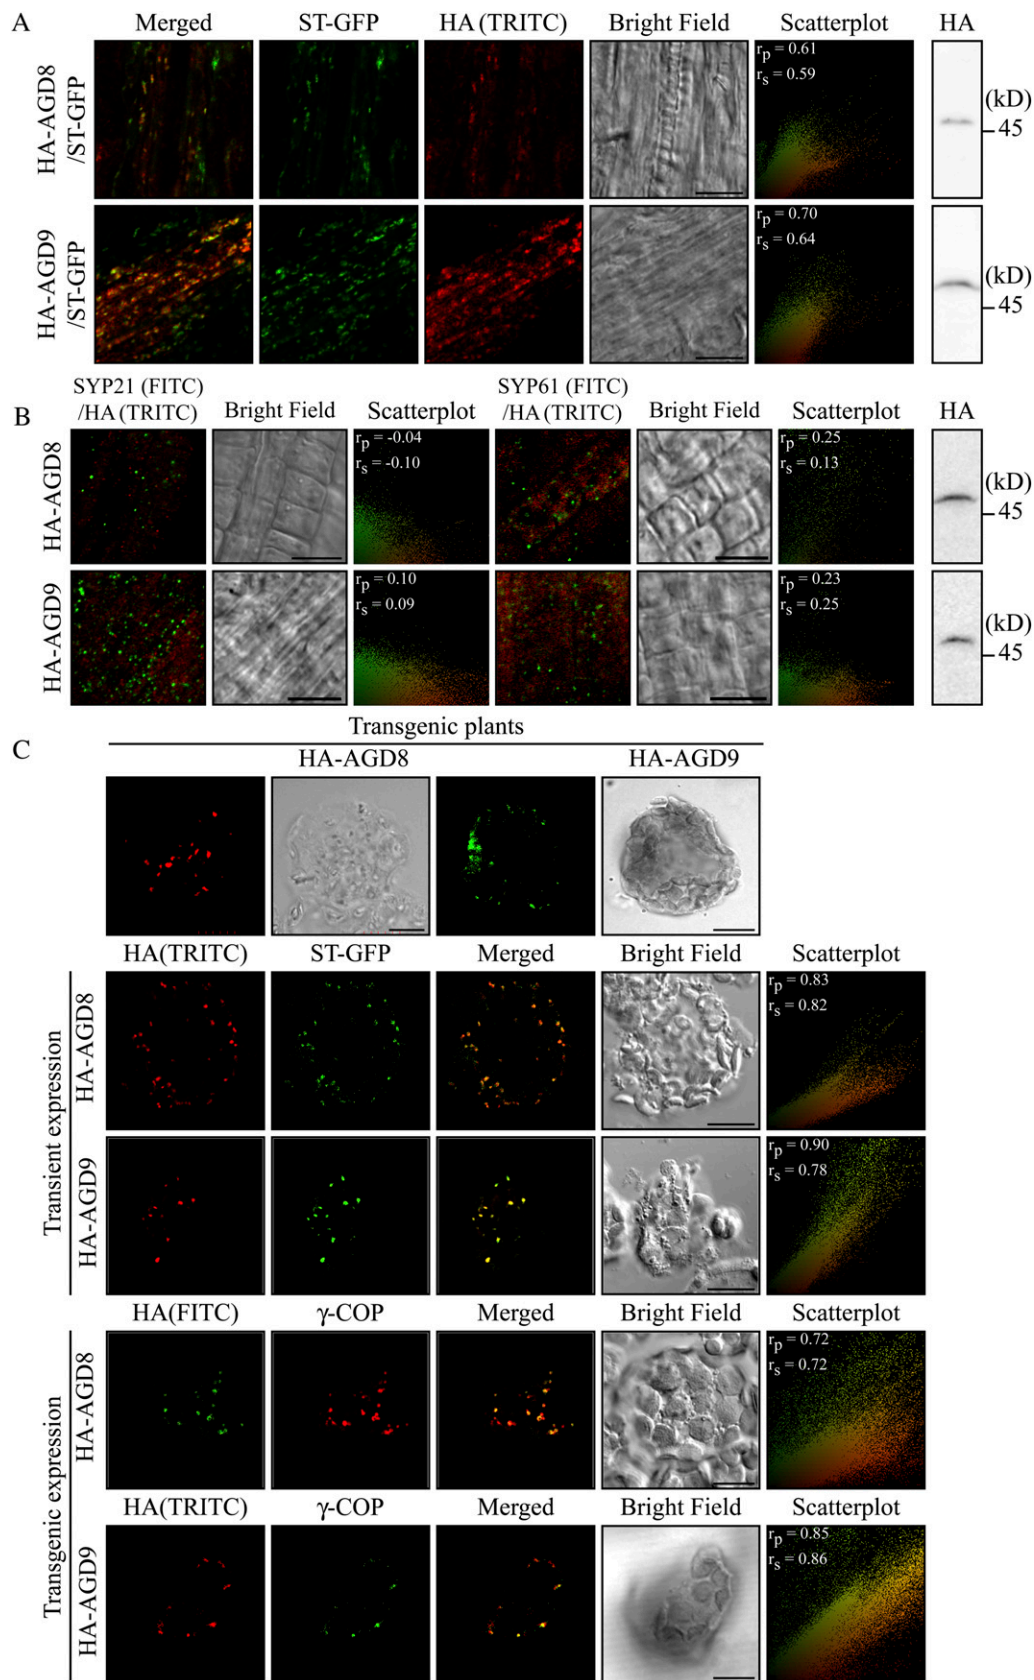 A
Merged ST-GFP HA (TRITC) Bright Field Scatterplot HA
HA-AGD8
/ST-GFP
rp = 0.61
rs = 0.59
(kD)
45
HA-AGD9
/ST-GFP
rp = 0.70
rs = 0.64
(kD)
45
B
SYP21 (FITC)
/HA (TRITC)
Bright Field Scatterplot
SYP61 (FITC)
/HA (TRITC)
Bright Field Scatterplot HA
HA-AGD8
rp = -0.04
rs = -0.10
rp = 0.25
rs = 0.13
(kD)
45
HA-AGD9
rp = 0.10
rs = 0.09
rp = 0.23
rs = 0.25
(kD)
45
C
Transgenic plants
HA-AGD8 HA-AGD9
HA(TRITC) ST-GFP Merged Bright Field Scatterplot
Transient expression
HA-AGD8
rp = 0.83
rs = 0.82
HA-AGD9
rp = 0.90
rs = 0.78
HA(FITC) γ-COP Merged Bright Field Scatterplot
Transgenic expression
HA-AGD8
rp = 0.72
rs = 0.72
HA(TRITC) γ-COP Merged Bright Field Scatterplot
HA-AGD9
rp = 0.85
rs = 0.86